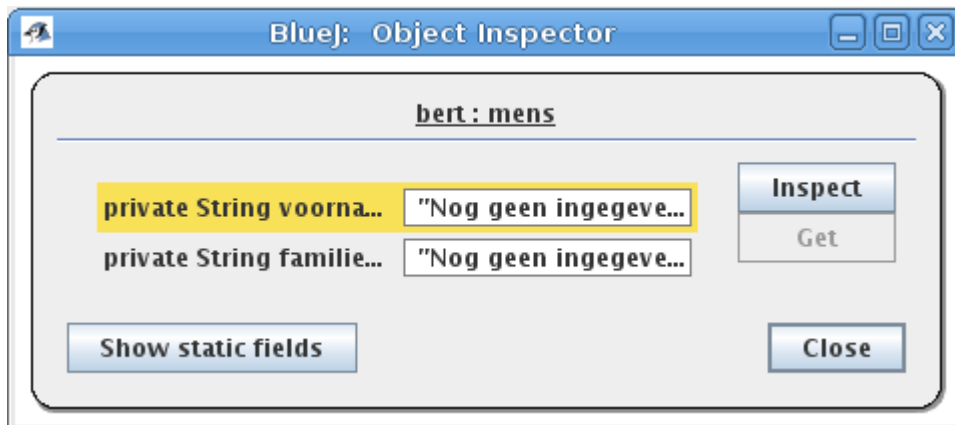 BlueJ: Object Inspector
bert : mens
private String voorna... "Nog geen ingegeve...
private String familie... "Nog geen ingegeve...
Inspect
Get
Show static fields
Close